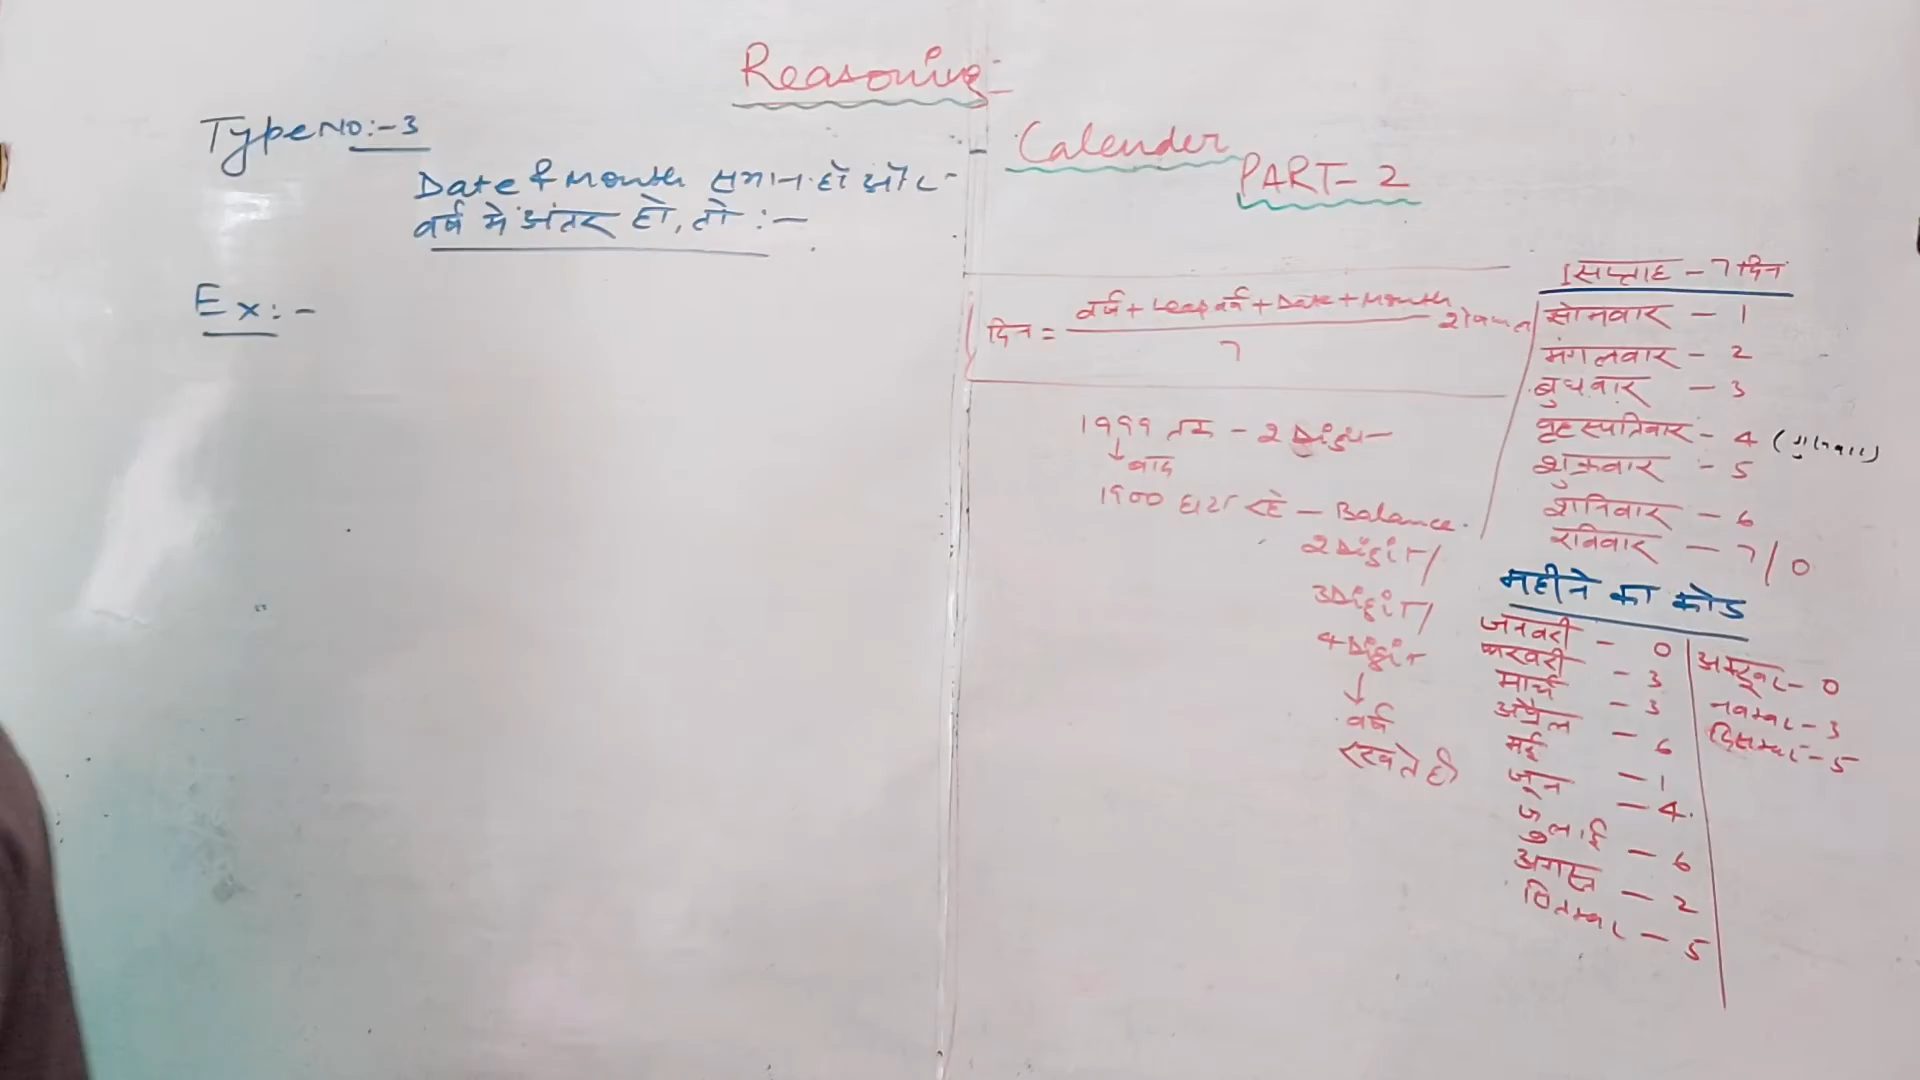 Reasoning:-
Calender
PART-2
Type No:-3
Date & Month समान हो और
वर्ष में अंतर हो, तो :-
Ex:-
दिन = वर्ष + Leap वर्ष + Date + Month
7
1999 तक - 2 Digit
↓ बाद
1900 घटा रहे - Balance.
2 Digit/
3 Digit/
4 Digit
↓
वर्ष
रखते हो
1 सप्ताह - 7 दिन
सोमवार - 1
मंगलवार - 2
बुधवार - 3
वृहस्पतिवार - 4 (गुरुवार)
शुक्रवार - 5
शनिवार - 6
रविवार - 7/0
महीने का कोड
जनवरी - 0
फरवरी - 3
मार्च - 3
अप्रैल - 6
मई - 1
जून - 4
जुलाई - 6
अगस्त - 2
सितम्बर - 5
अक्टूबर - 0
नवम्बर - 3
दिसम्बर - 5